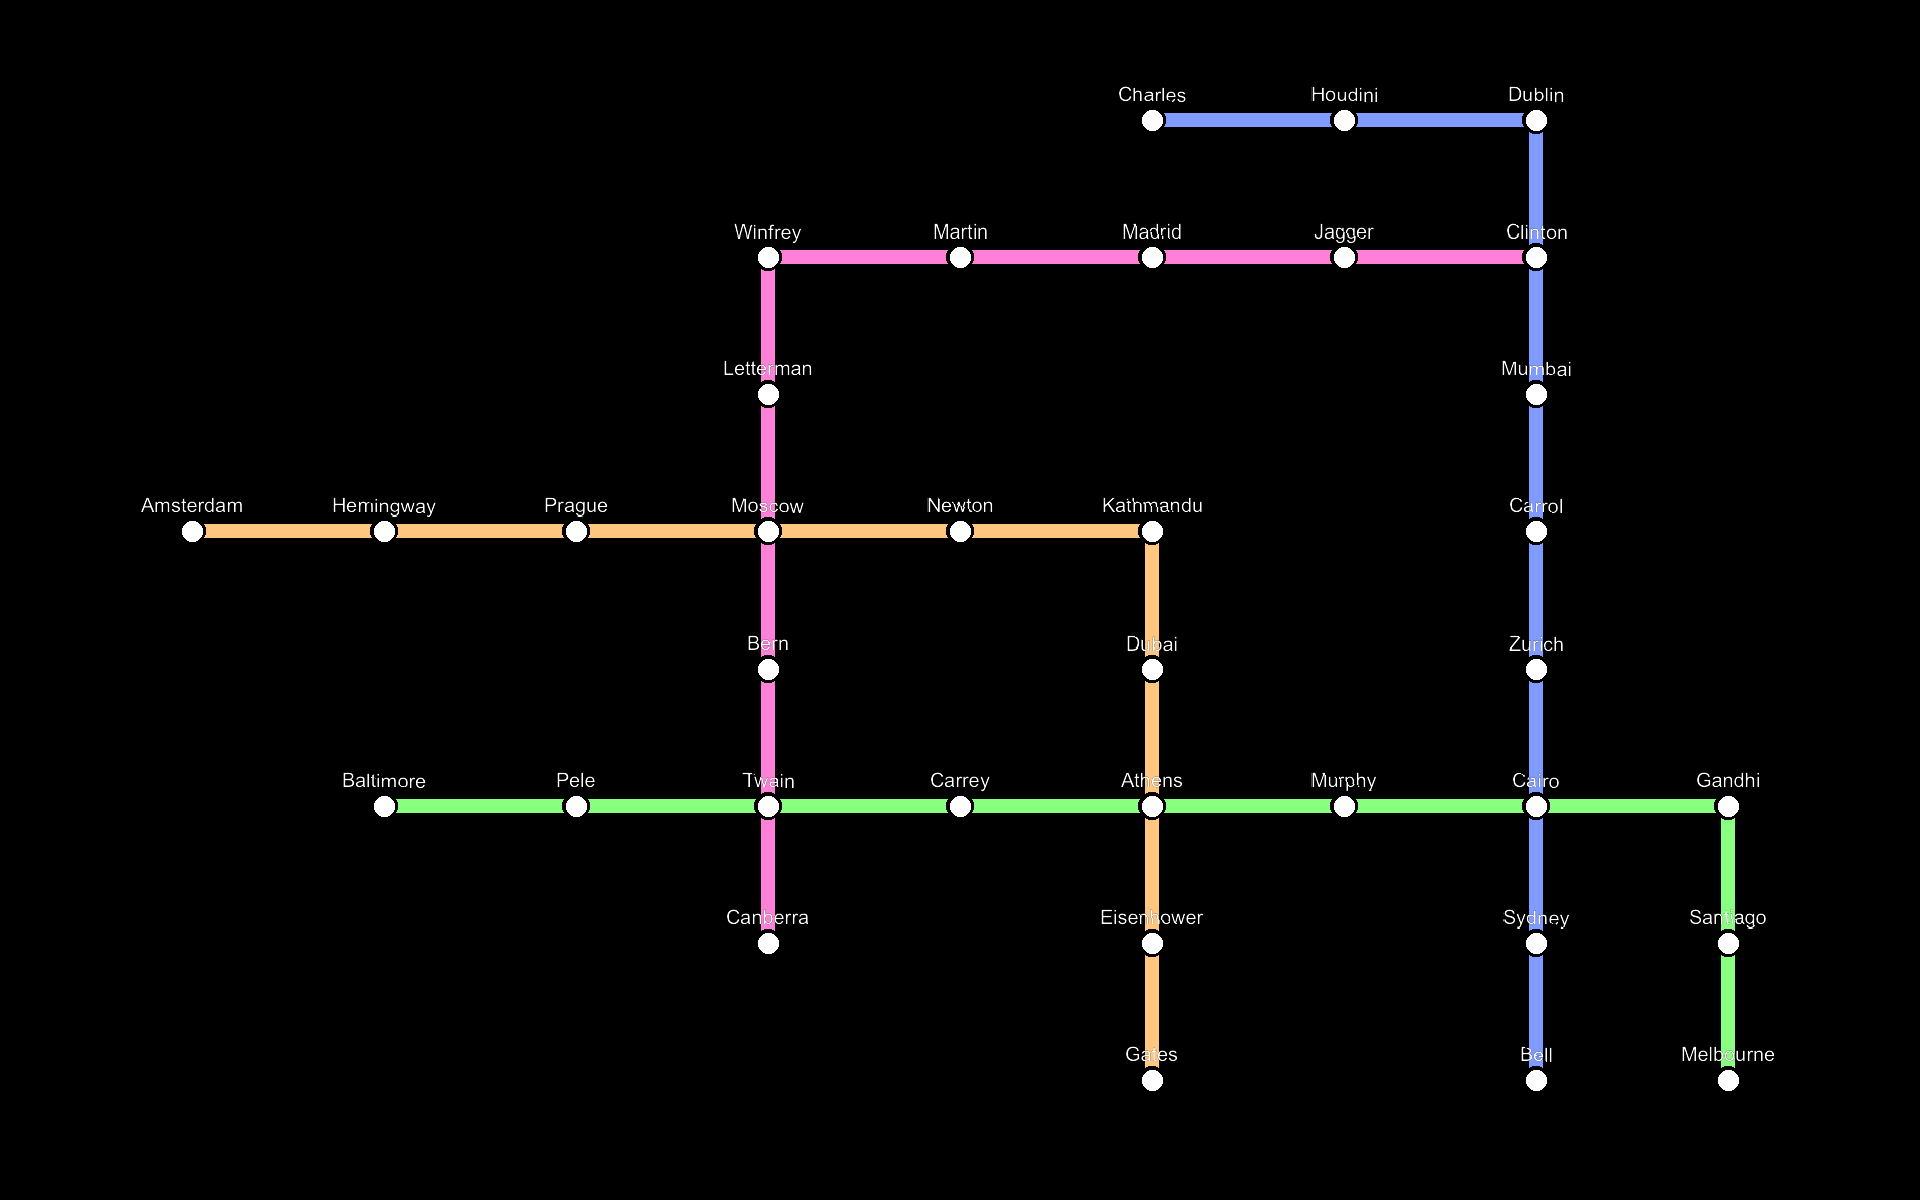 Charles
Houdini
Dublin
Winfrey
Martin
Madrid
Jagger
Clinton
Letterman
Mumbai
Amsterdam
Hemingway
Prague
Moscow
Newton
Kathmandu
Carrol
Bern
Dubai
Zurich
Baltimore
Pele
Twain
Carrey
Athens
Murphy
Cairo
Gandhi
Canberra
Eisenhower
Sydney
Santiago
Gates
Bell
Melbourne